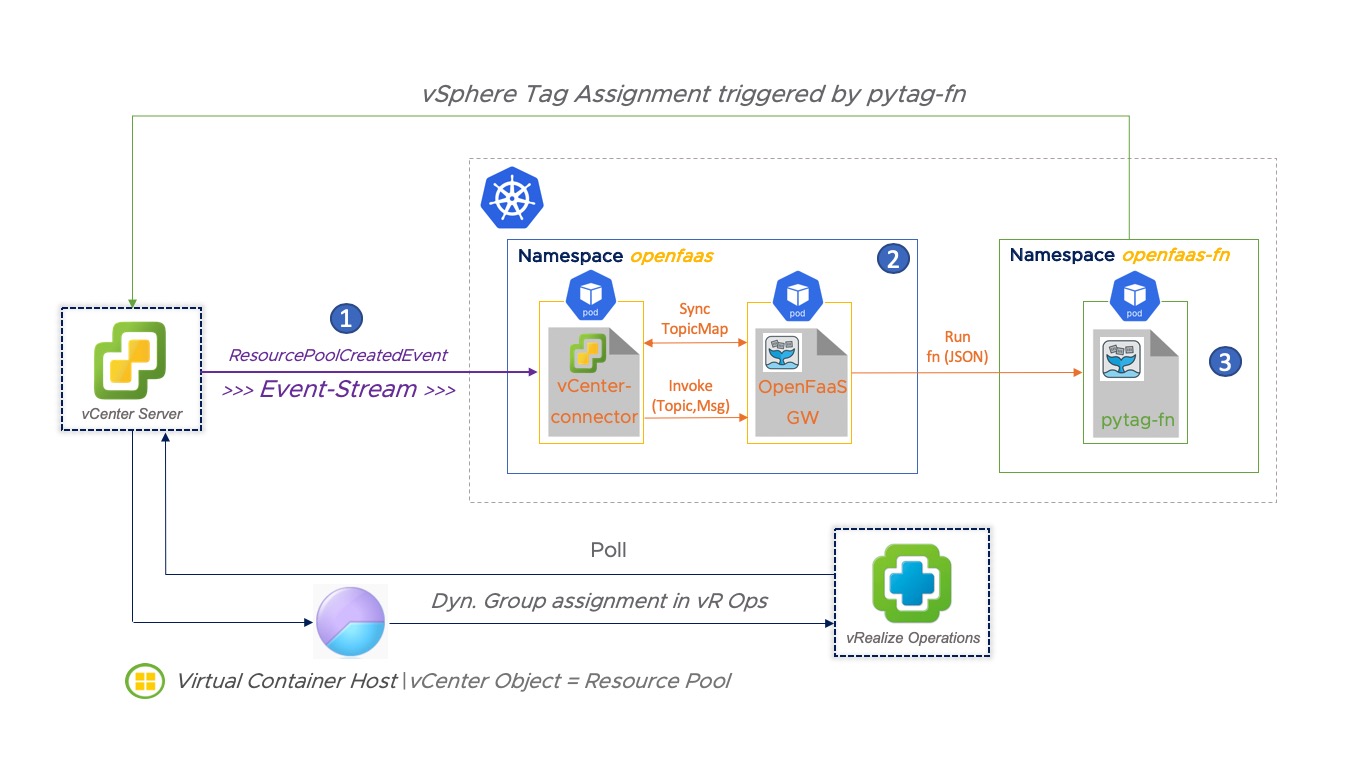 vSphere Tag Assignment triggered by pytag-fn
Namespace openfaas
2
Namespace openfaas-fn
pod
pod
pod
1
ResourcePoolCreatedEvent
>>> Event-Stream >>>
vCenter Server
Sync
TopicMap
Invoke
(Topic,Msg)
vCenter-
connector
OpenFaaS
GW
Run
fn (JSON)
3
pytag-fn
Poll
Dyn. Group assignment in vR Ops
vRealize Operations
Virtual Container Host | vCenter Object = Resource Pool